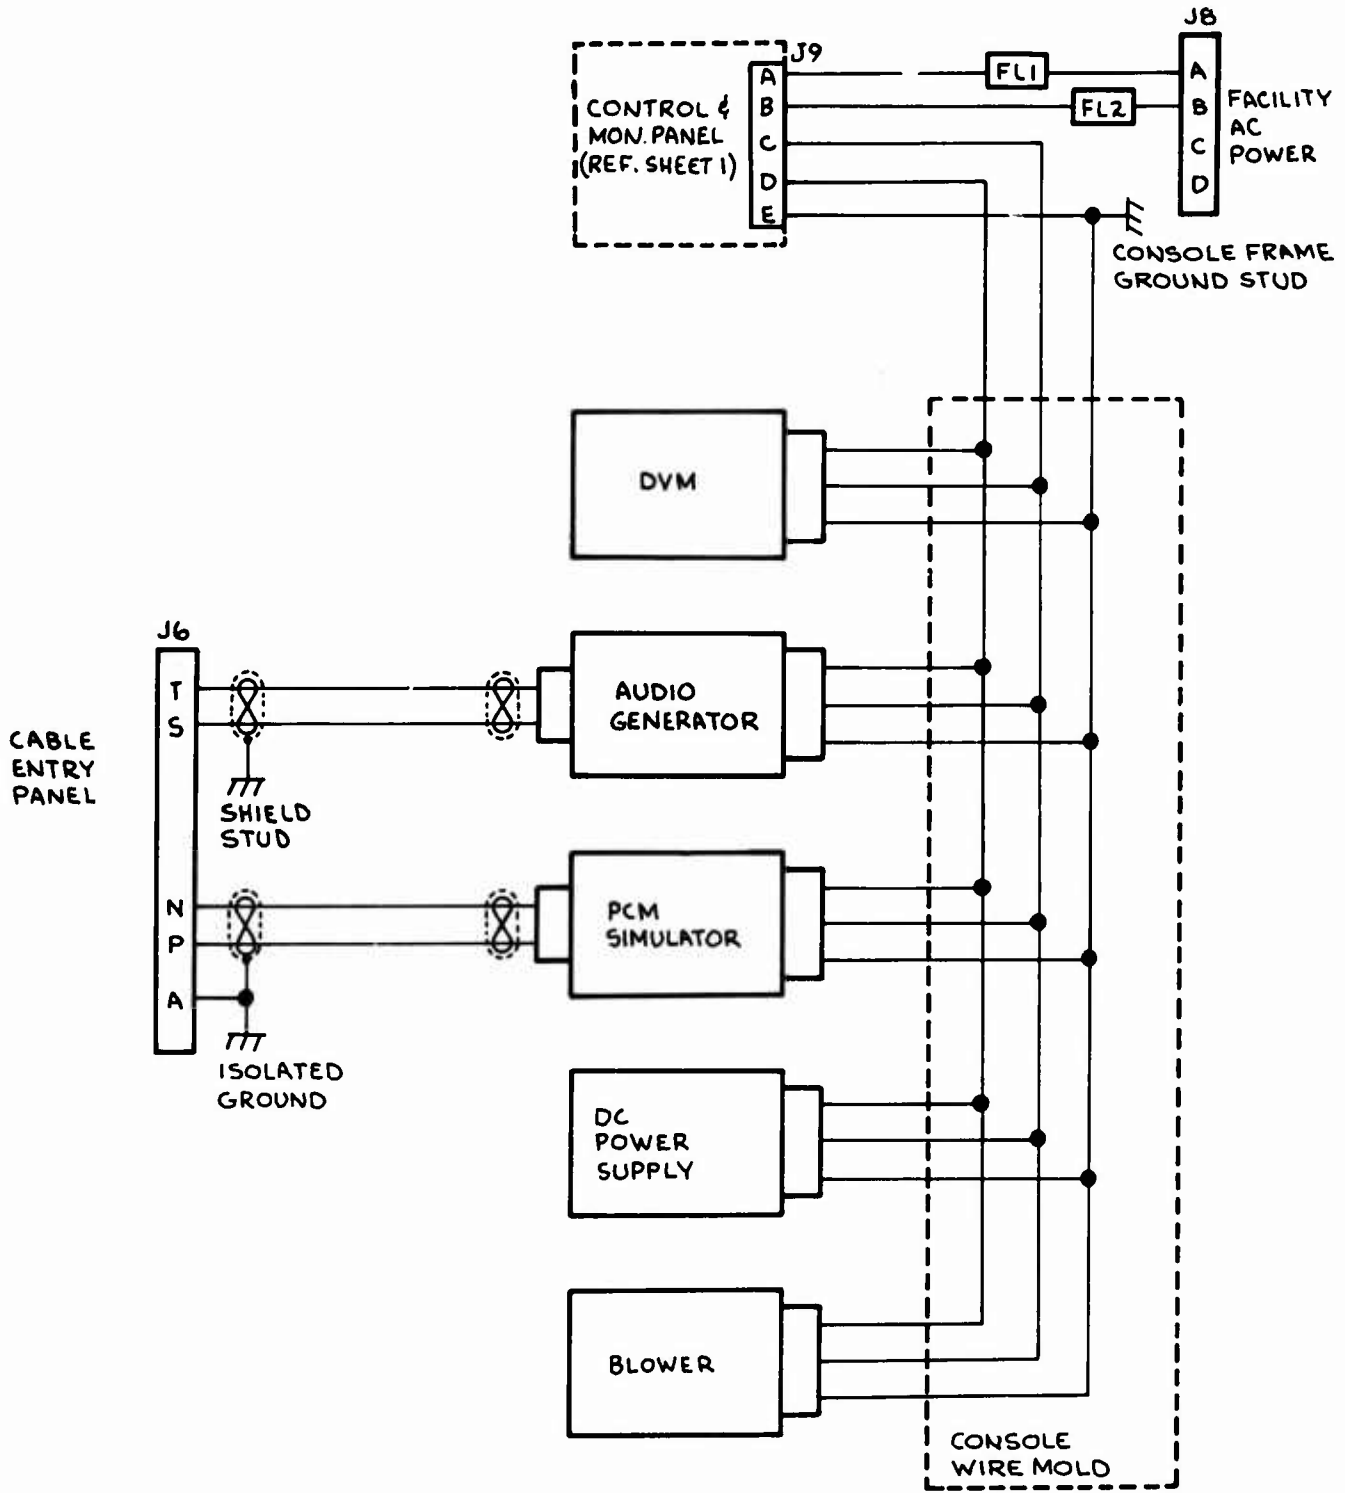 J8
J9
A
B
C
D
E
CONTROL &
MON. PANEL
(REF. SHEET 1)
FL1
FL2
A
B
C
D
FACILITY
AC
POWER
CONSOLE FRAME
GROUND STUD
DVM
J6
T
S
N
P
A
CABLE
ENTRY
PANEL
SHIELD
STUD
AUDIO
GENERATOR
PCM
SIMULATOR
ISOLATED
GROUND
DC
POWER
SUPPLY
BLOWER
CONSOLE
WIRE MOLD